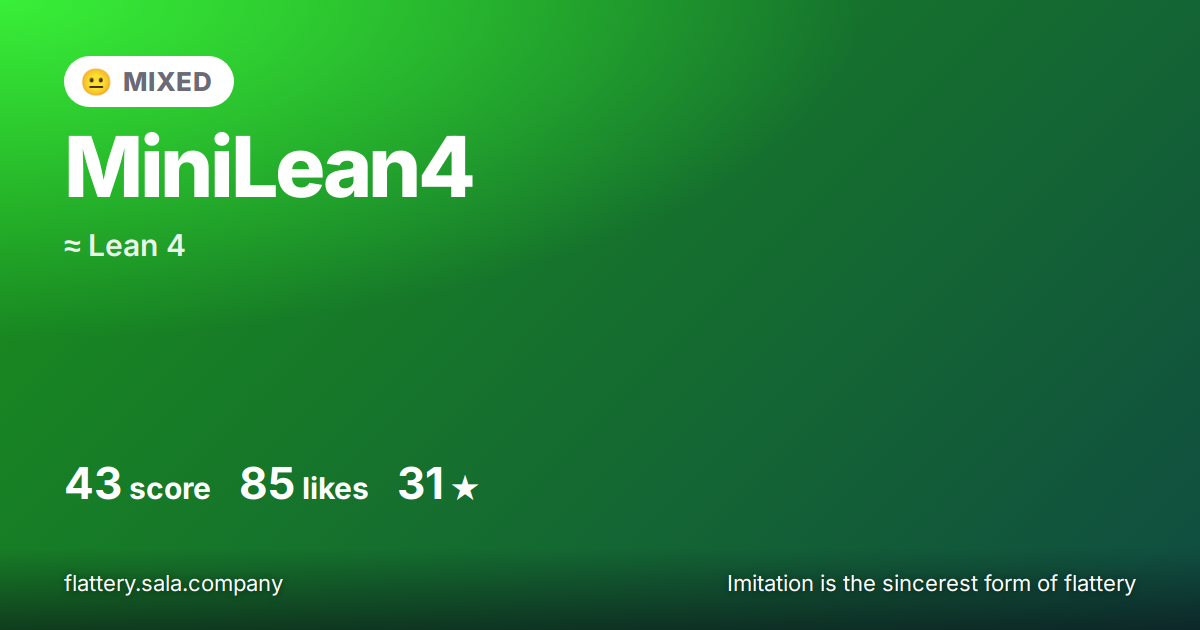 😐 MIXED
MiniLean4
≈ Lean 4
43 score 85 likes 31 ★
flattery.sala.company
Imitation is the sincerest form of flattery